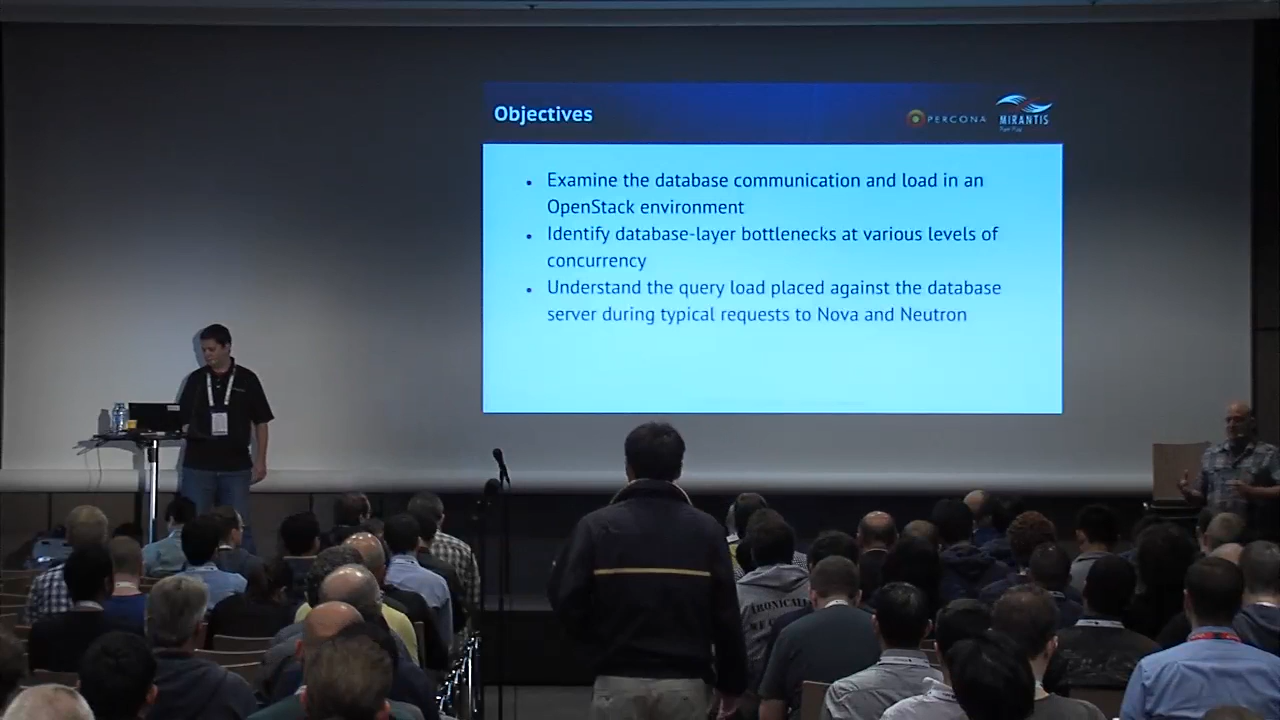 Objectives
PERCONA
MIRANTIS
Examine the database communication and load in an
OpenStack environment
Identify database-layer bottlenecks at various levels of
concurrency
Understand the query load placed against the database
server during typical requests to Nova and Neutron